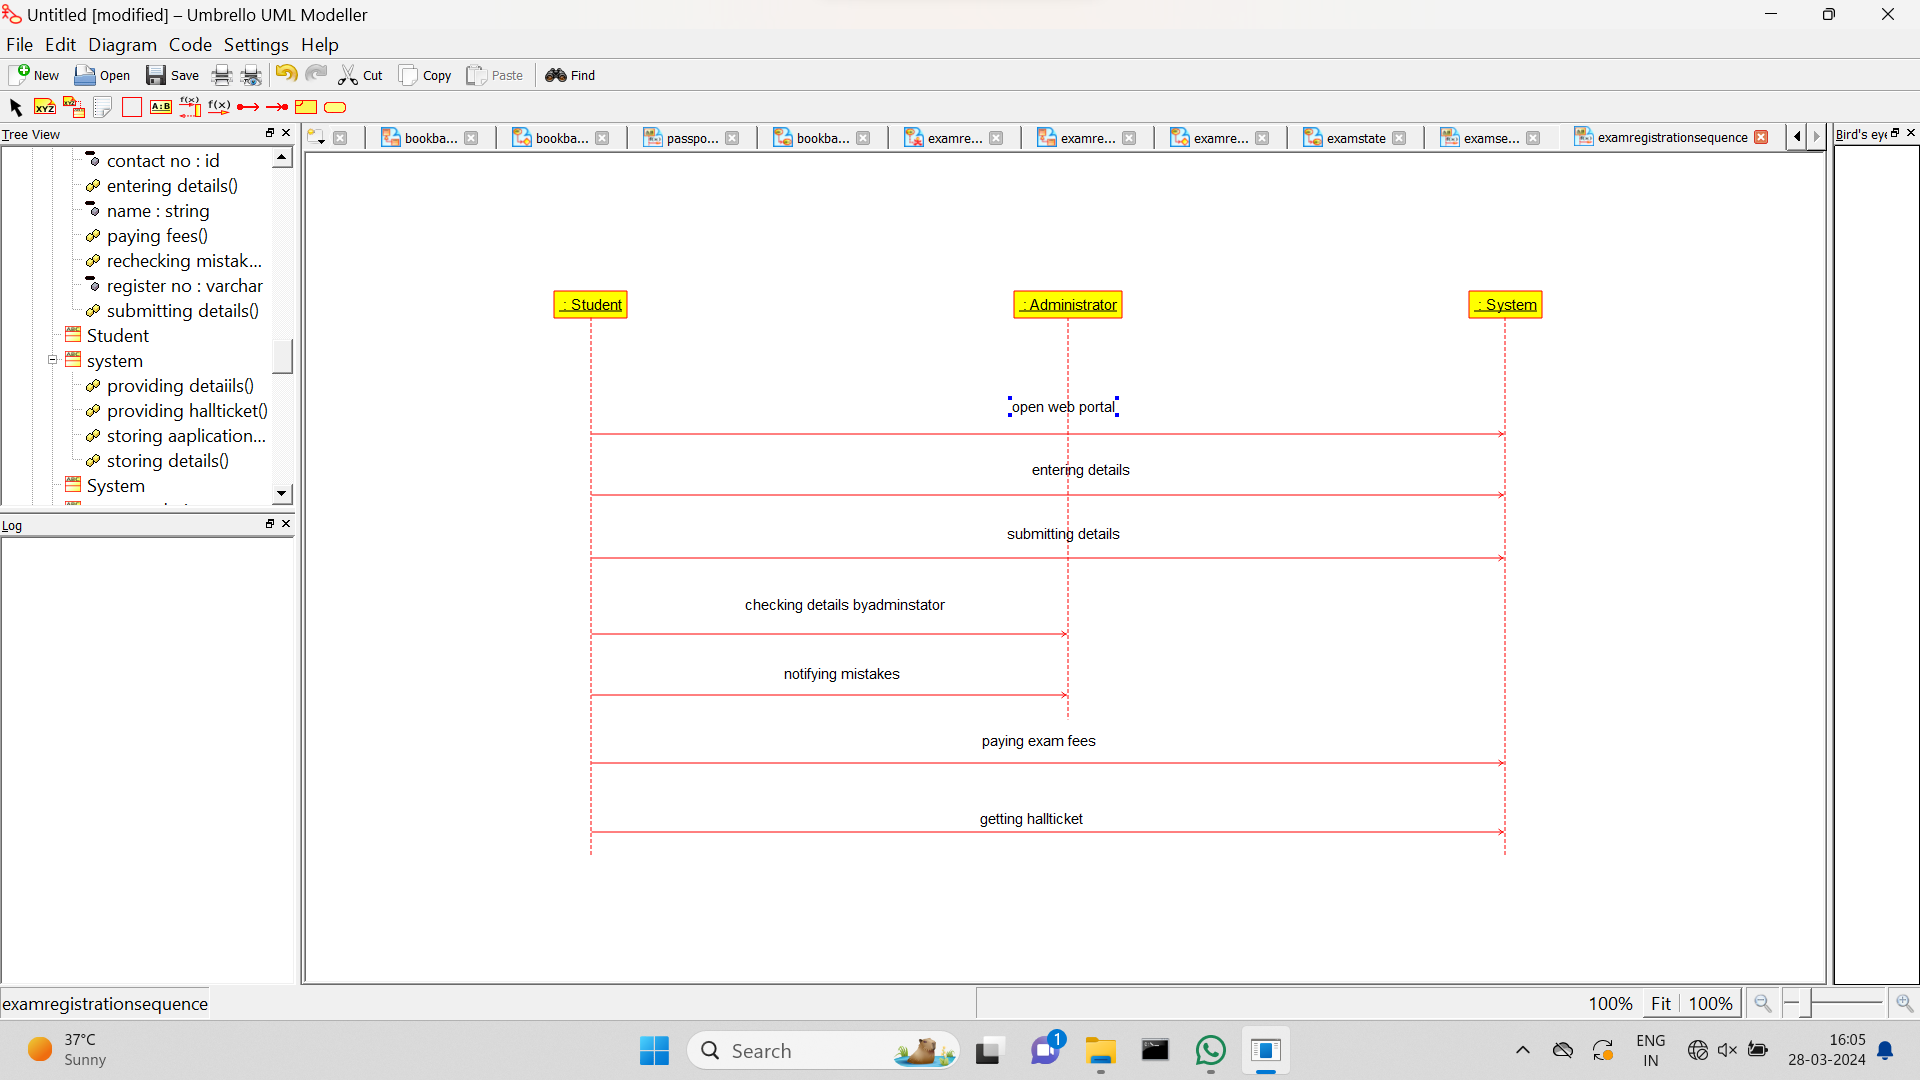 Untitled [modified] – Umbrello UML Modeller
File Edit Diagram Code Settings Help
New Open Save Cut Copy Paste Find
XYZ XYZ A:B f(x) f(x)
Tree View
bookba... bookba... passpo... bookba... examre... examre... examre... examstate examse... examregistrationsequence
Bird's eye
contact no : id
entering details()
name : string
paying fees()
rechecking mistak...
register no : varchar
submitting details()
Student
system
providing detaiils()
providing hallticket()
storing aaplication...
storing details()
System
Log
: Student
: Administrator
: System
open web portal
entering details
submitting details
checking details byadminstator
notifying mistakes
paying exam fees
getting hallticket
examregistrationsequence
100% Fit 100%
37°C
Sunny
Search
1
ENG
IN
16:05
28-03-2024